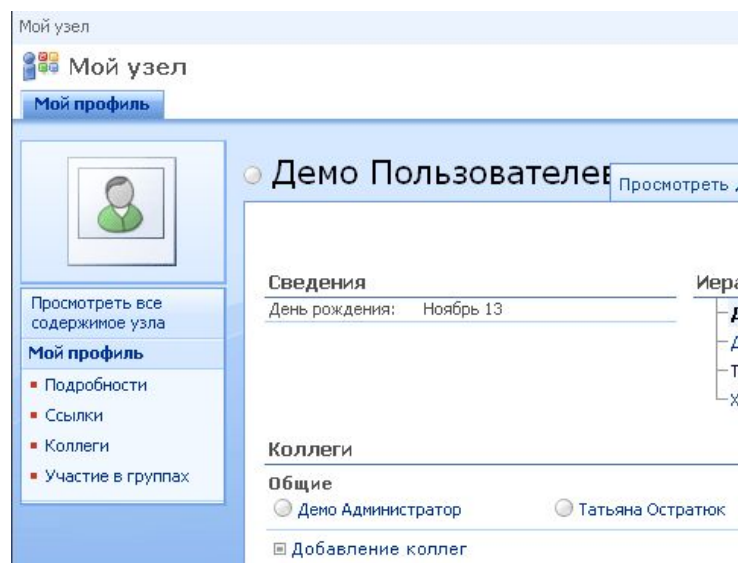 Мой узел
Мой узел
Мой профиль
Демо Пользователев
Просмотреть
Сведения
День рождения: Ноябрь 13
Просмотреть все
содержимое узла
Мой профиль
Подробности
Ссылки
Коллеги
Участие в группах
Коллеги
Общие
Демо Администратор Татьяна Остратюк
Добавление коллег